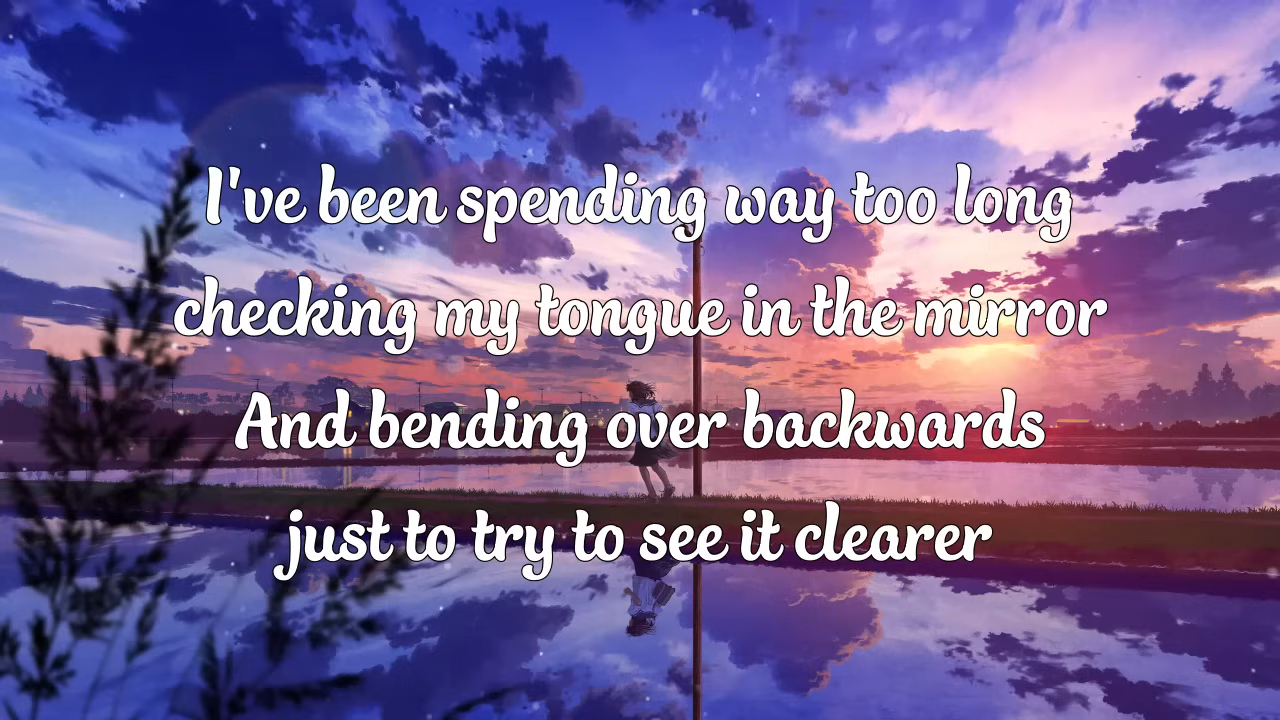 I've been spending way too long
checking my tongue in the mirror
And bending over backwards
just to try to see it clearer